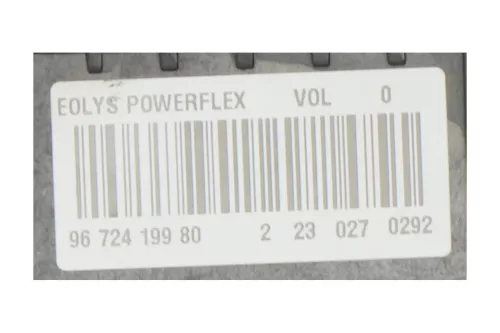 EOLYS POWERFLEX VOL 0
96 724 199 80 2 23 027 0292